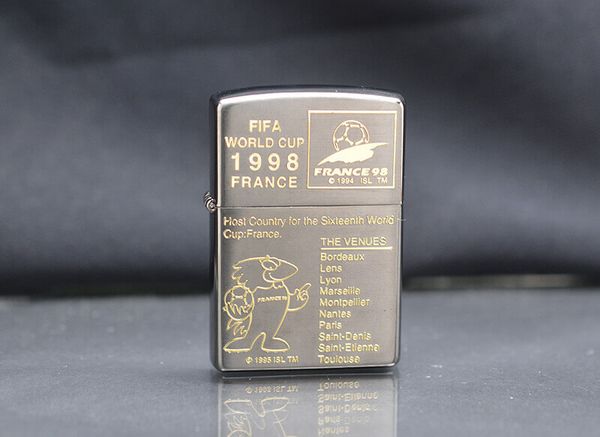 FIFA
WORLD CUP
1998
FRANCE
FRANCE 98
© 1994 ISL TM
Host Country for the Sixteenth World
Cup:France.
THE VENUES
Bordeaux
Lens
Lyon
Marseille
Montpellier
Nantes
Paris
Saint-Denis
Saint-Etienne
Toulouse
FRANCE 98
© 1995 ISL TM